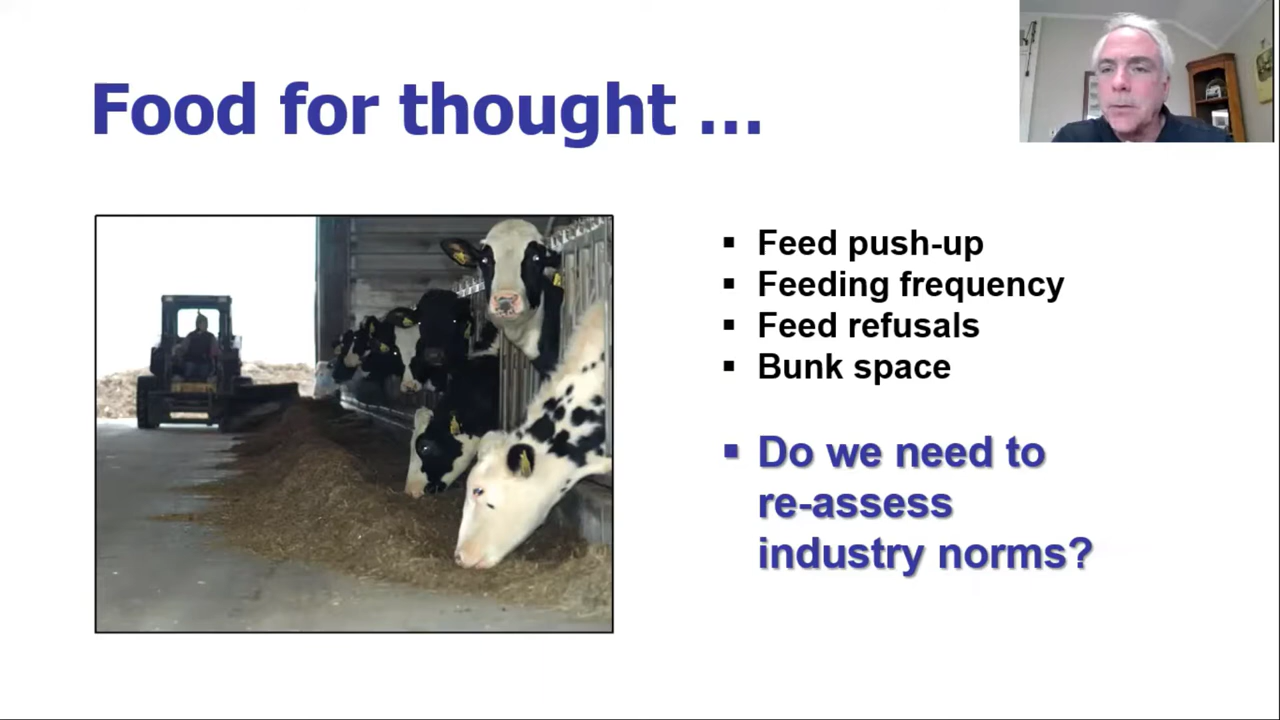 Food for thought ...
▪ Feed push-up
▪ Feeding frequency
▪ Feed refusals
▪ Bunk space
▪ Do we need to
re-assess
industry norms?